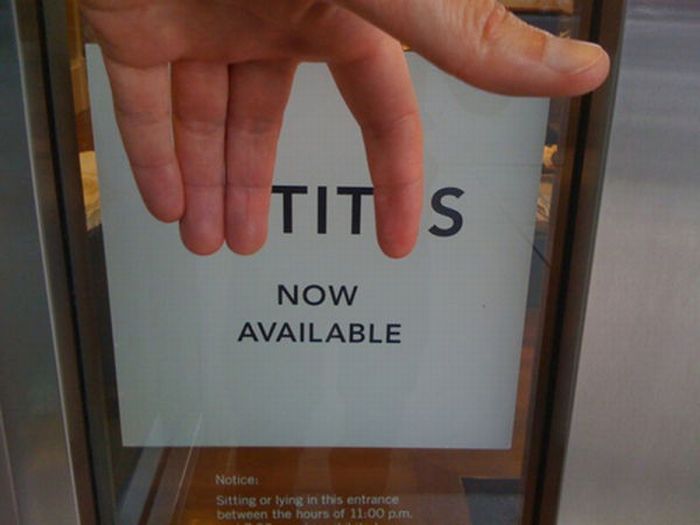 TIT S
NOW
AVAILABLE
Notice:
Sitting or lying in this entrance
between the hours of 11:00 p.m.